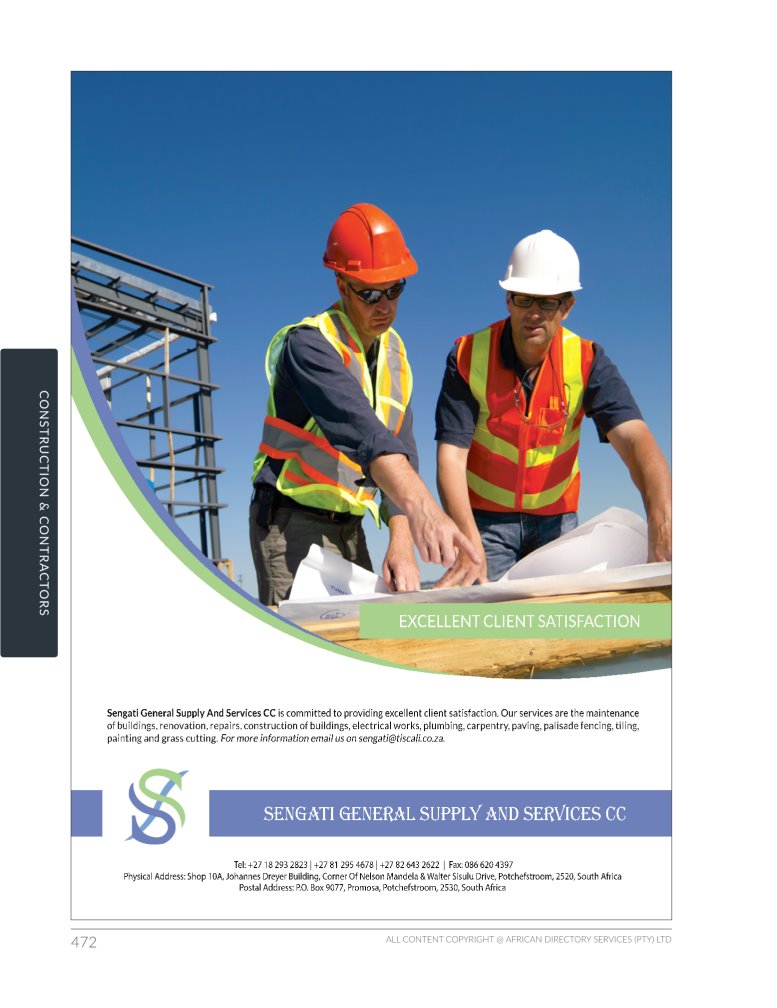 CONSTRUCTION & CONTRACTORS
EXCELLENT CLIENT SATISFACTION
Sengati General Supply And Services CC is committed to providing excellent client satisfaction. Our services are the maintenance
of buildings, renovation, repairs, construction of buildings, electrical works, plumbing, carpentry, paving, palisade fencing, tiling,
painting and grass cutting. For more information email us on sengati@tiscali.co.za.
SENGATI GENERAL SUPPLY AND SERVICES CC
Tel: +27 18 293 2823 | +27 81 295 4678 | +27 82 643 2622 | Fax: 086 620 4397
Physical Address: Shop 10A, Johannes Dreyer Building, Corner Of Nelson Mandela & Walter Sisulu Drive, Potchefstroom, 2520, South Africa
Postal Address: P.O. Box 9077, Promosa, Potchefstroom, 2530, South Africa
472
ALL CONTENT COPYRIGHT @ AFRICAN DIRECTORY SERVICES (PTY) LTD